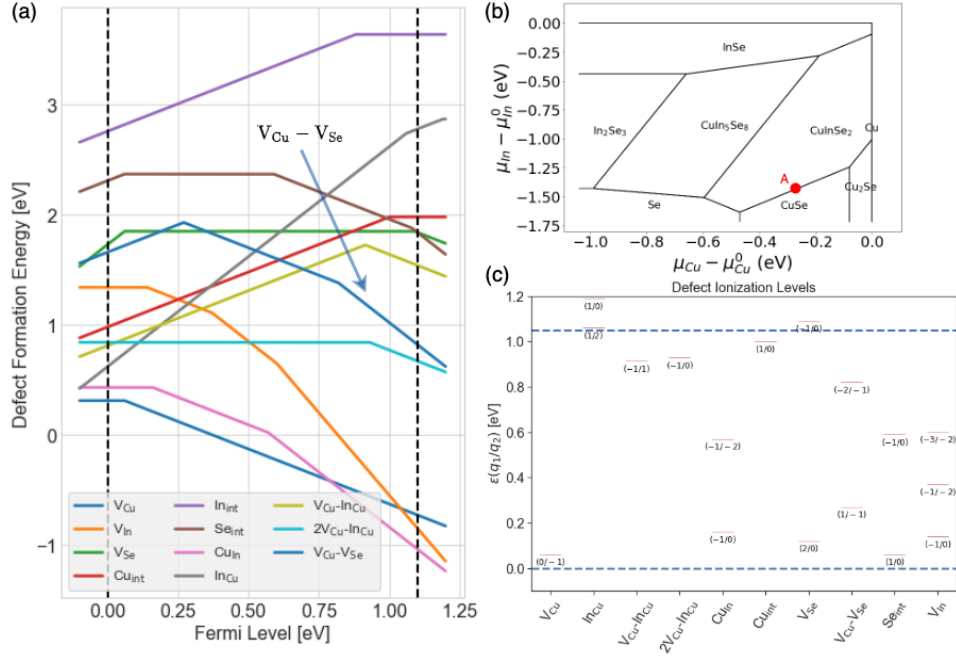 (a)
Defect Formation Energy [eV]
3
2
1
0
−1
V_Cu − V_Se
V_Cu
V_In
V_Se
Cu_int
In_int
Se_int
Cu_In
In_Cu
V_Cu-In_Cu
2V_Cu-In_Cu
V_Cu-V_Se
0.00 0.25 0.50 0.75 1.00 1.25
Fermi Level [eV]
(b)
μ_In − μ⁰_In (eV)
0.00
−0.25
−0.50
−0.75
−1.00
−1.25
−1.50
−1.75
InSe
In₂Se₃
CuIn₅Se₈
CuInSe₂
Cu
A
Se
CuSe
Cu₂Se
−1.0 −0.8 −0.6 −0.4 −0.2 0.0
μ_Cu − μ⁰_Cu (eV)
(c)
Defect Ionization Levels
ε(q₁/q₂) [eV]
1.2
1.0
0.8
0.6
0.4
0.2
0.0
(0/−1)
(1/0)
(1/2)
(−1/1)
(−1/0)
(−1/−2)
(−1/0)
(1/0)
(−1/0)
(2/0)
(−2/−1)
(1/−1)
(−1/0)
(1/0)
(−3/−2)
(−1/−2)
(−1/0)
V_Cu
In_Cu
V_Cu-In_Cu
2V_Cu-In_Cu
Cu_In
Cu_int
V_Se
V_Cu-V_Se
Se_int
V_In